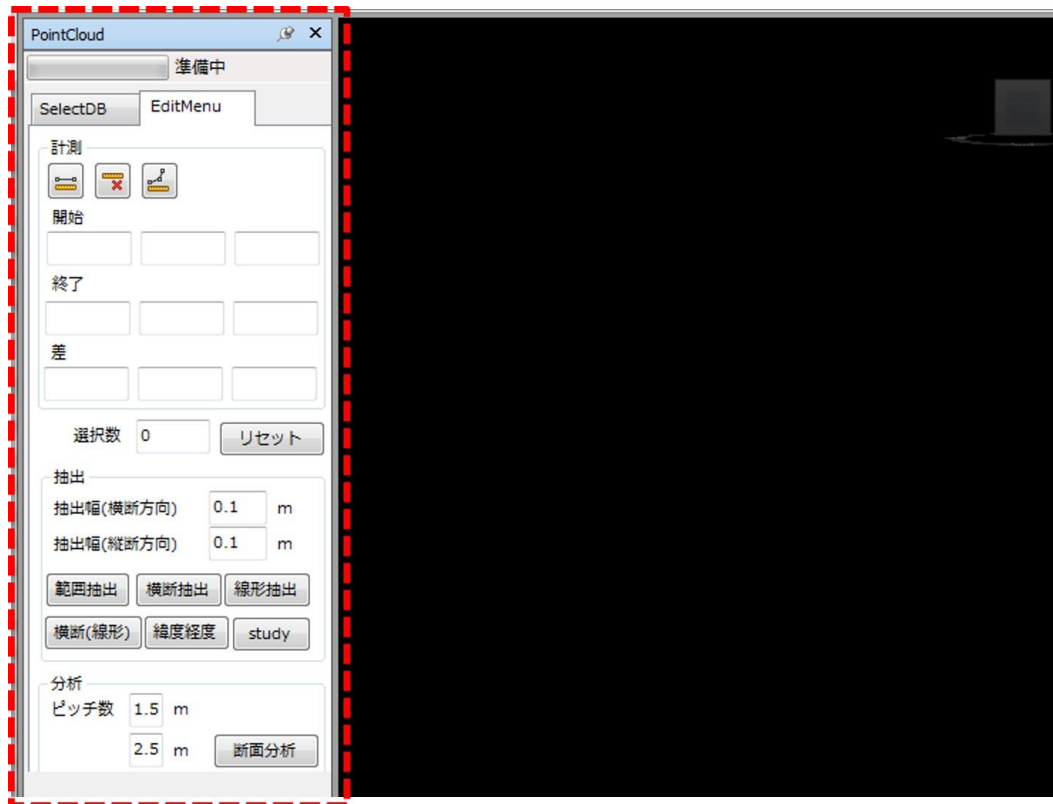 PointCloud
準備中
SelectDB EditMenu
計測
開始
終了
差
選択数 0 リセット
抽出
抽出幅(横断方向) 0.1 m
抽出幅(縦断方向) 0.1 m
範囲抽出 横断抽出 線形抽出
横断(線形) 緯度経度 study
分析
ピッチ数 1.5 m
2.5 m 断面分析